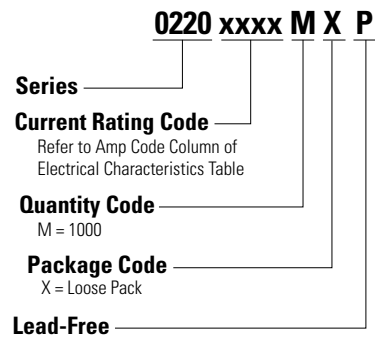 0220 xxxx M X P
Series
Current Rating Code
Refer to Amp Code Column of
Electrical Characteristics Table
Quantity Code
M = 1000
Package Code
X = Loose Pack
Lead-Free